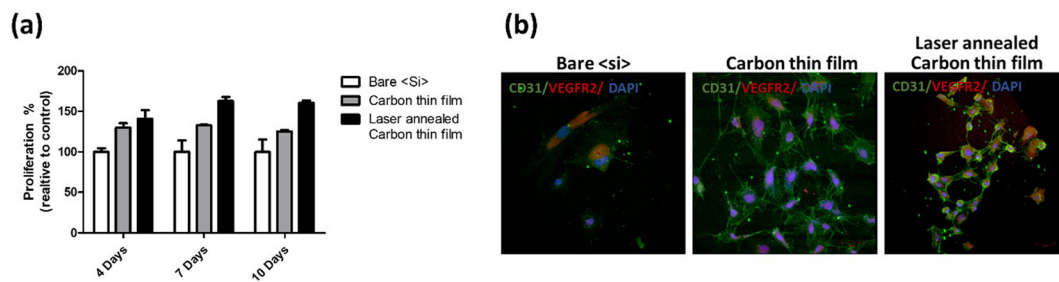 (a)
Proliferation %
(realtive to control)
200
150
100
50
0
4 Days
7 Days
10 Days
Bare <Si>
Carbon thin film
Laser annealed
Carbon thin film
(b)
Bare <si>
CD31/VEGFR2/ DAPI
Carbon thin film
CD31/VEGFR2/ DAPI
Laser annealed
Carbon thin film
CD31/VEGFR2/ DAPI